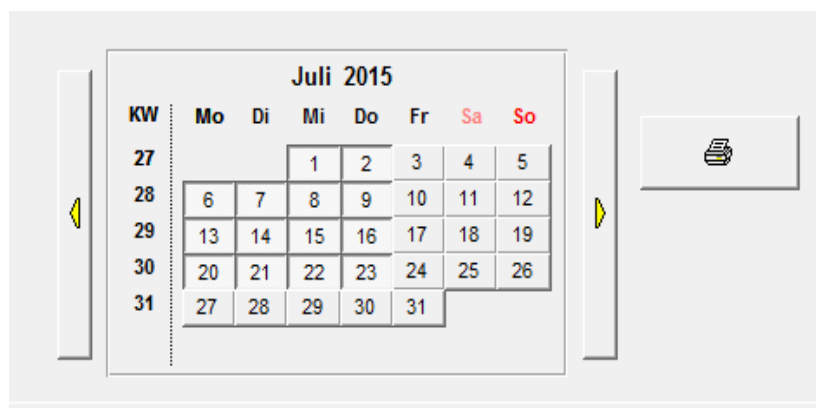 Juli 2015
KW Mo Di Mi Do Fr Sa So
27 1 2 3 4 5
28 6 7 8 9 10 11 12
29 13 14 15 16 17 18 19
30 20 21 22 23 24 25 26
31 27 28 29 30 31